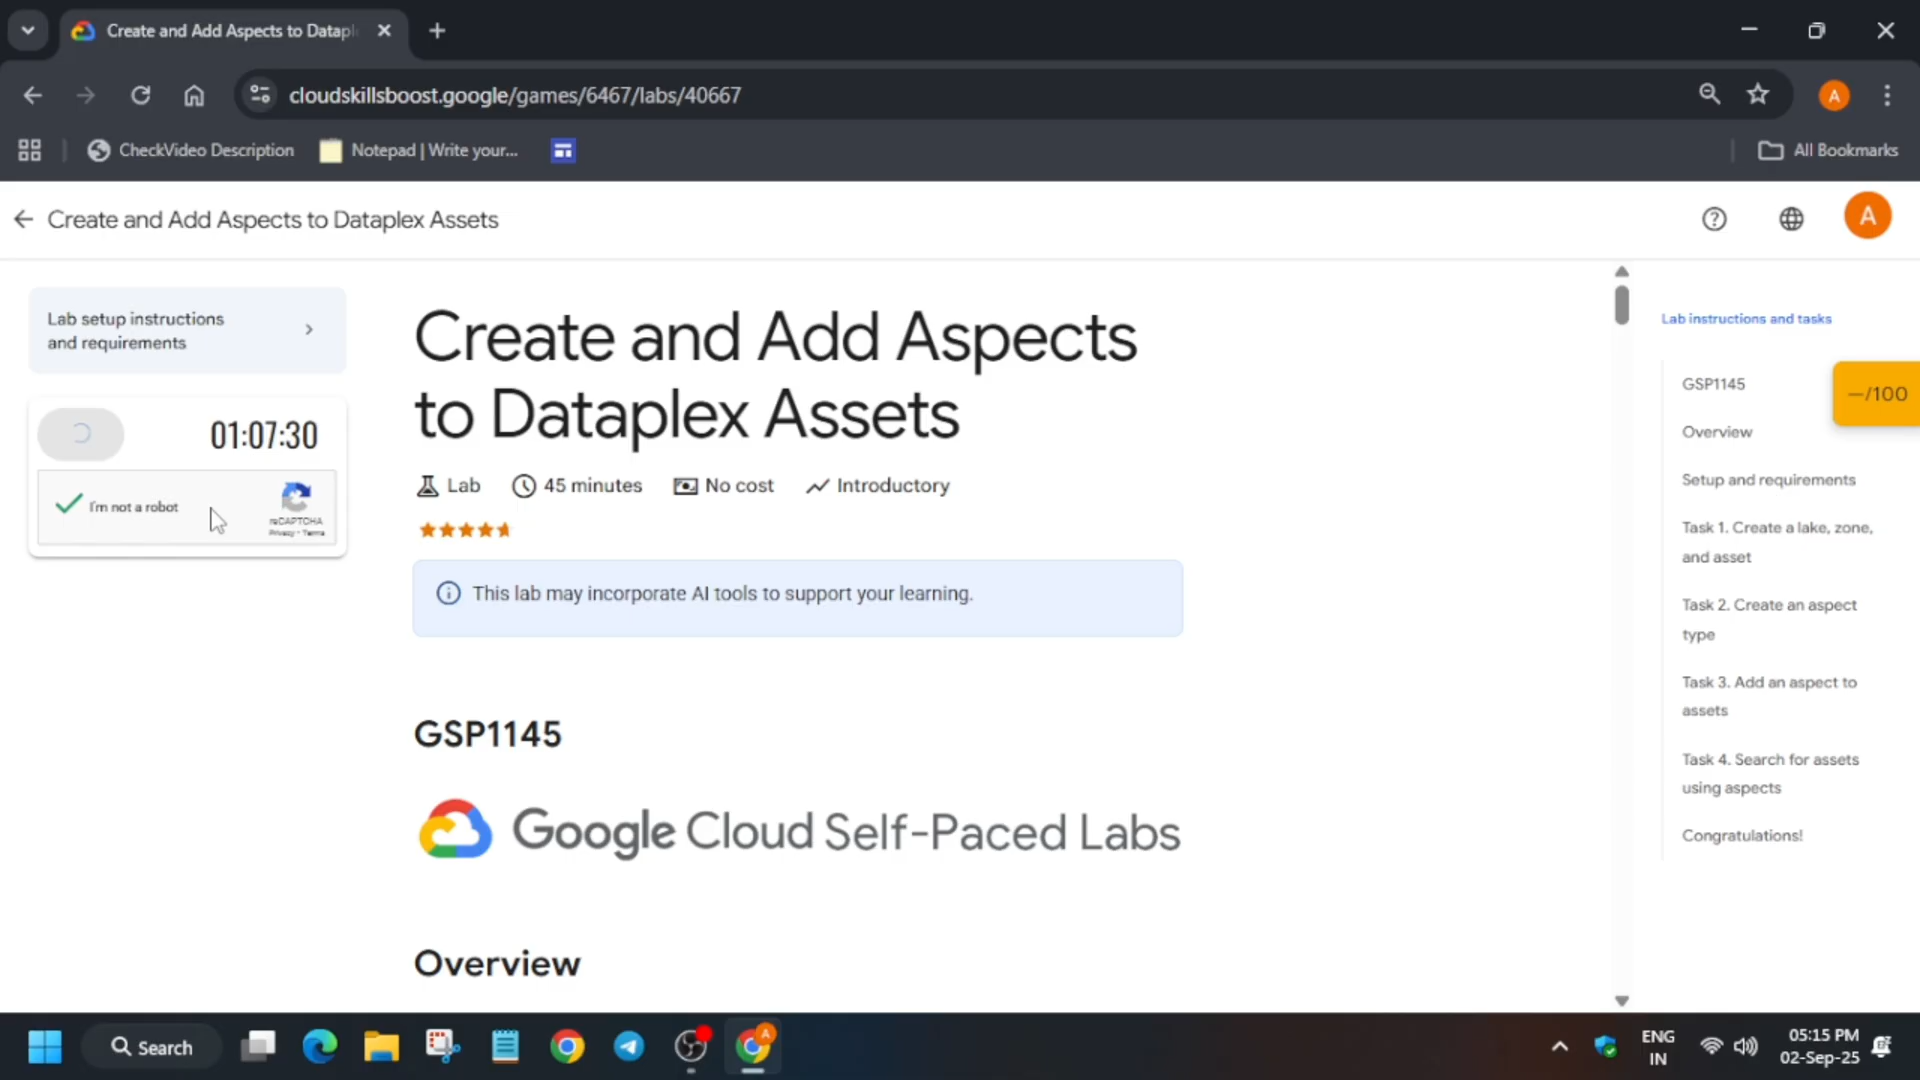 Create and Add Aspects to Datapl
cloudskillsboost.google/games/6467/labs/40667
A
CheckVideo Description
Notepad | Write your...
All Bookmarks
Create and Add Aspects to Dataplex Assets
A
Lab setup instructions
and requirements
01:07:30
I'm not a robot
reCAPTCHA
Privacy - Terms
Create and Add Aspects
to Dataplex Assets
Lab
45 minutes
No cost
Introductory
This lab may incorporate AI tools to support your learning.
GSP1145
Google Cloud Self-Paced Labs
Overview
Lab instructions and tasks
GSP1145
—/100
Overview
Setup and requirements
Task 1. Create a lake, zone,
and asset
Task 2. Create an aspect
type
Task 3. Add an aspect to
assets
Task 4. Search for assets
using aspects
Congratulations!
Search
A
ENG
IN
05:15 PM
02-Sep-25